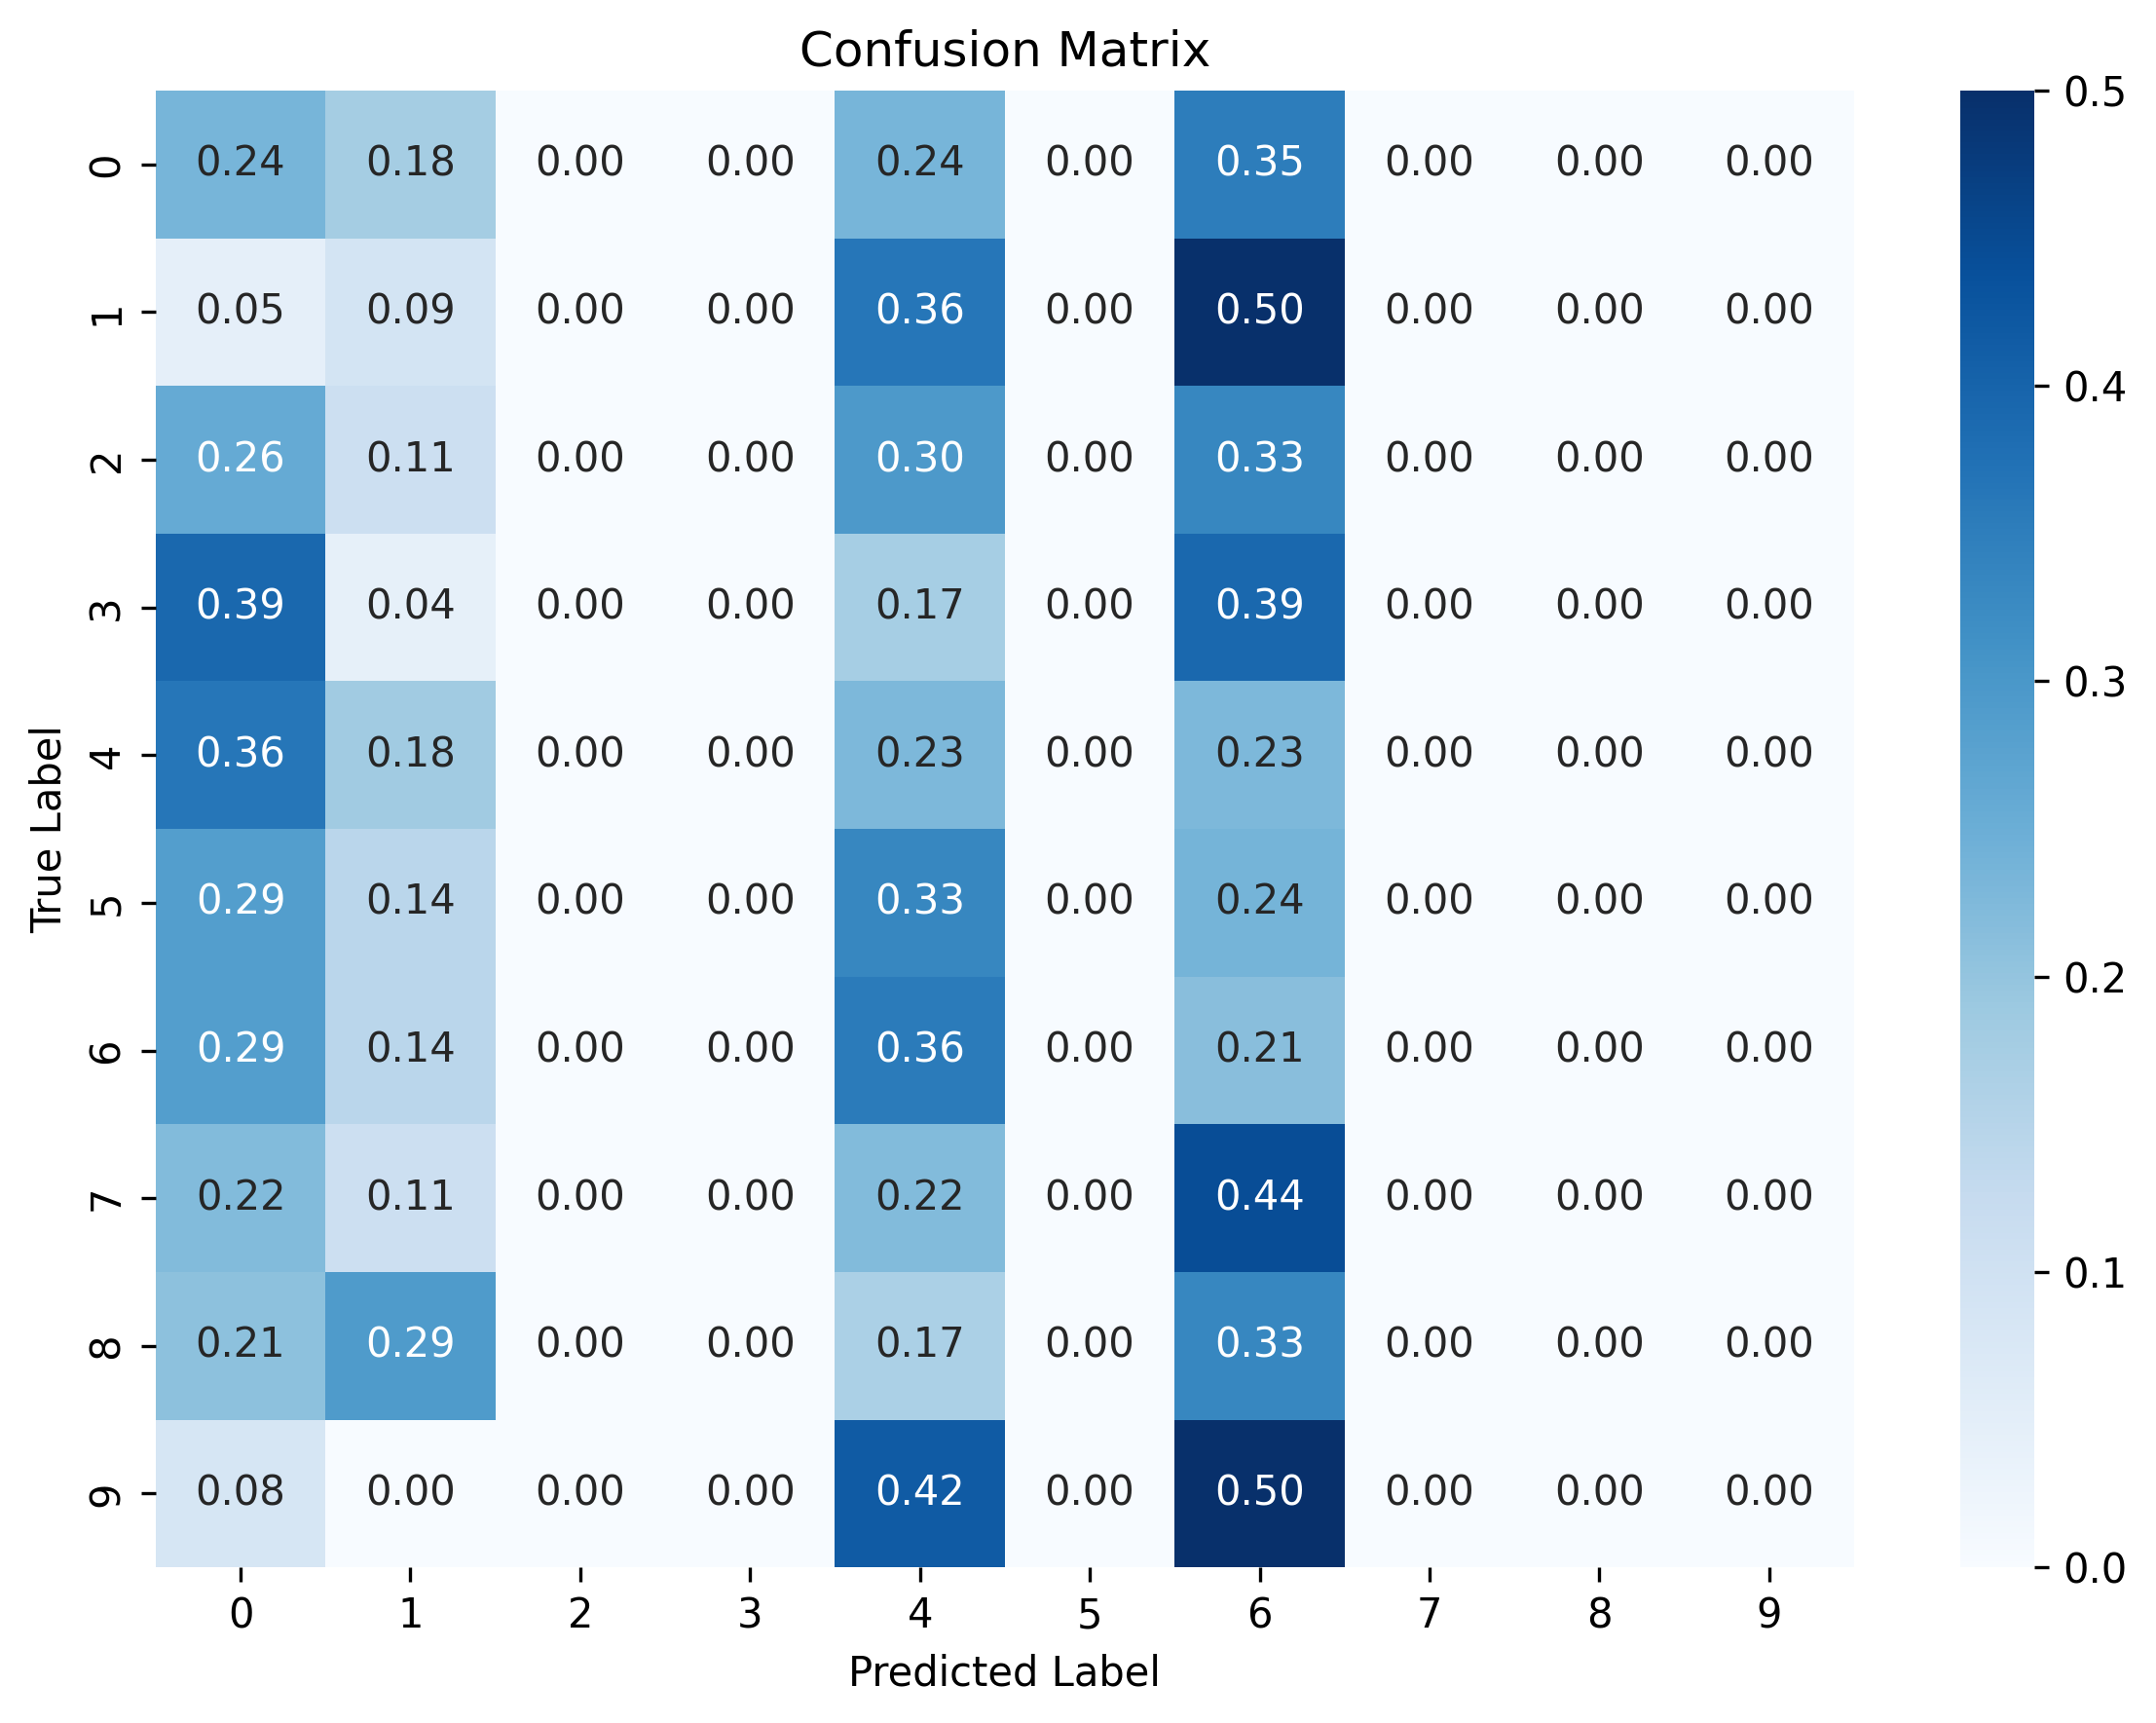 Confusion Matrix
0 0.24 0.18 0.00 0.00 0.24 0.00 0.35 0.00 0.00 0.00
1 0.05 0.09 0.00 0.00 0.36 0.00 0.50 0.00 0.00 0.00
2 0.26 0.11 0.00 0.00 0.30 0.00 0.33 0.00 0.00 0.00
3 0.39 0.04 0.00 0.00 0.17 0.00 0.39 0.00 0.00 0.00
4 0.36 0.18 0.00 0.00 0.23 0.00 0.23 0.00 0.00 0.00
5 0.29 0.14 0.00 0.00 0.33 0.00 0.24 0.00 0.00 0.00
6 0.29 0.14 0.00 0.00 0.36 0.00 0.21 0.00 0.00 0.00
7 0.22 0.11 0.00 0.00 0.22 0.00 0.44 0.00 0.00 0.00
8 0.21 0.29 0.00 0.00 0.17 0.00 0.33 0.00 0.00 0.00
9 0.08 0.00 0.00 0.00 0.42 0.00 0.50 0.00 0.00 0.00
0 1 2 3 4 5 6 7 8 9
Predicted Label
True Label
0.5
0.4
0.3
0.2
0.1
0.0